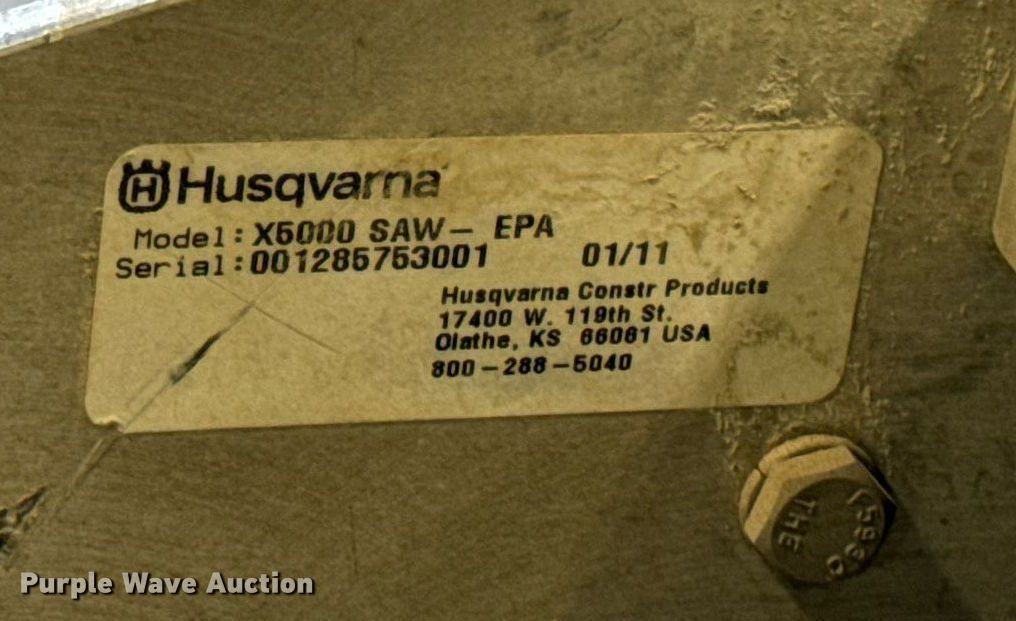 Husqvarna
Model: X5000 SAW- EPA
Serial: 001285753001 01/11
Husqvarna Constr Products
17400 W. 119th St.
Olathe, KS 66061 USA
800-288-5040
THE
Purple Wave Auction